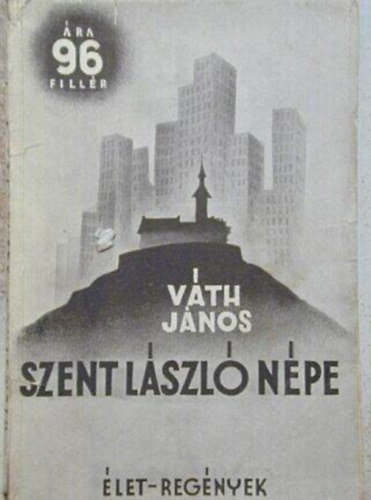 ÁRA
96
FILLÉR
VÁTH
JÁNOS
SZENT LÁSZLÓ NÉPE
ÉLET-REGÉNYEK